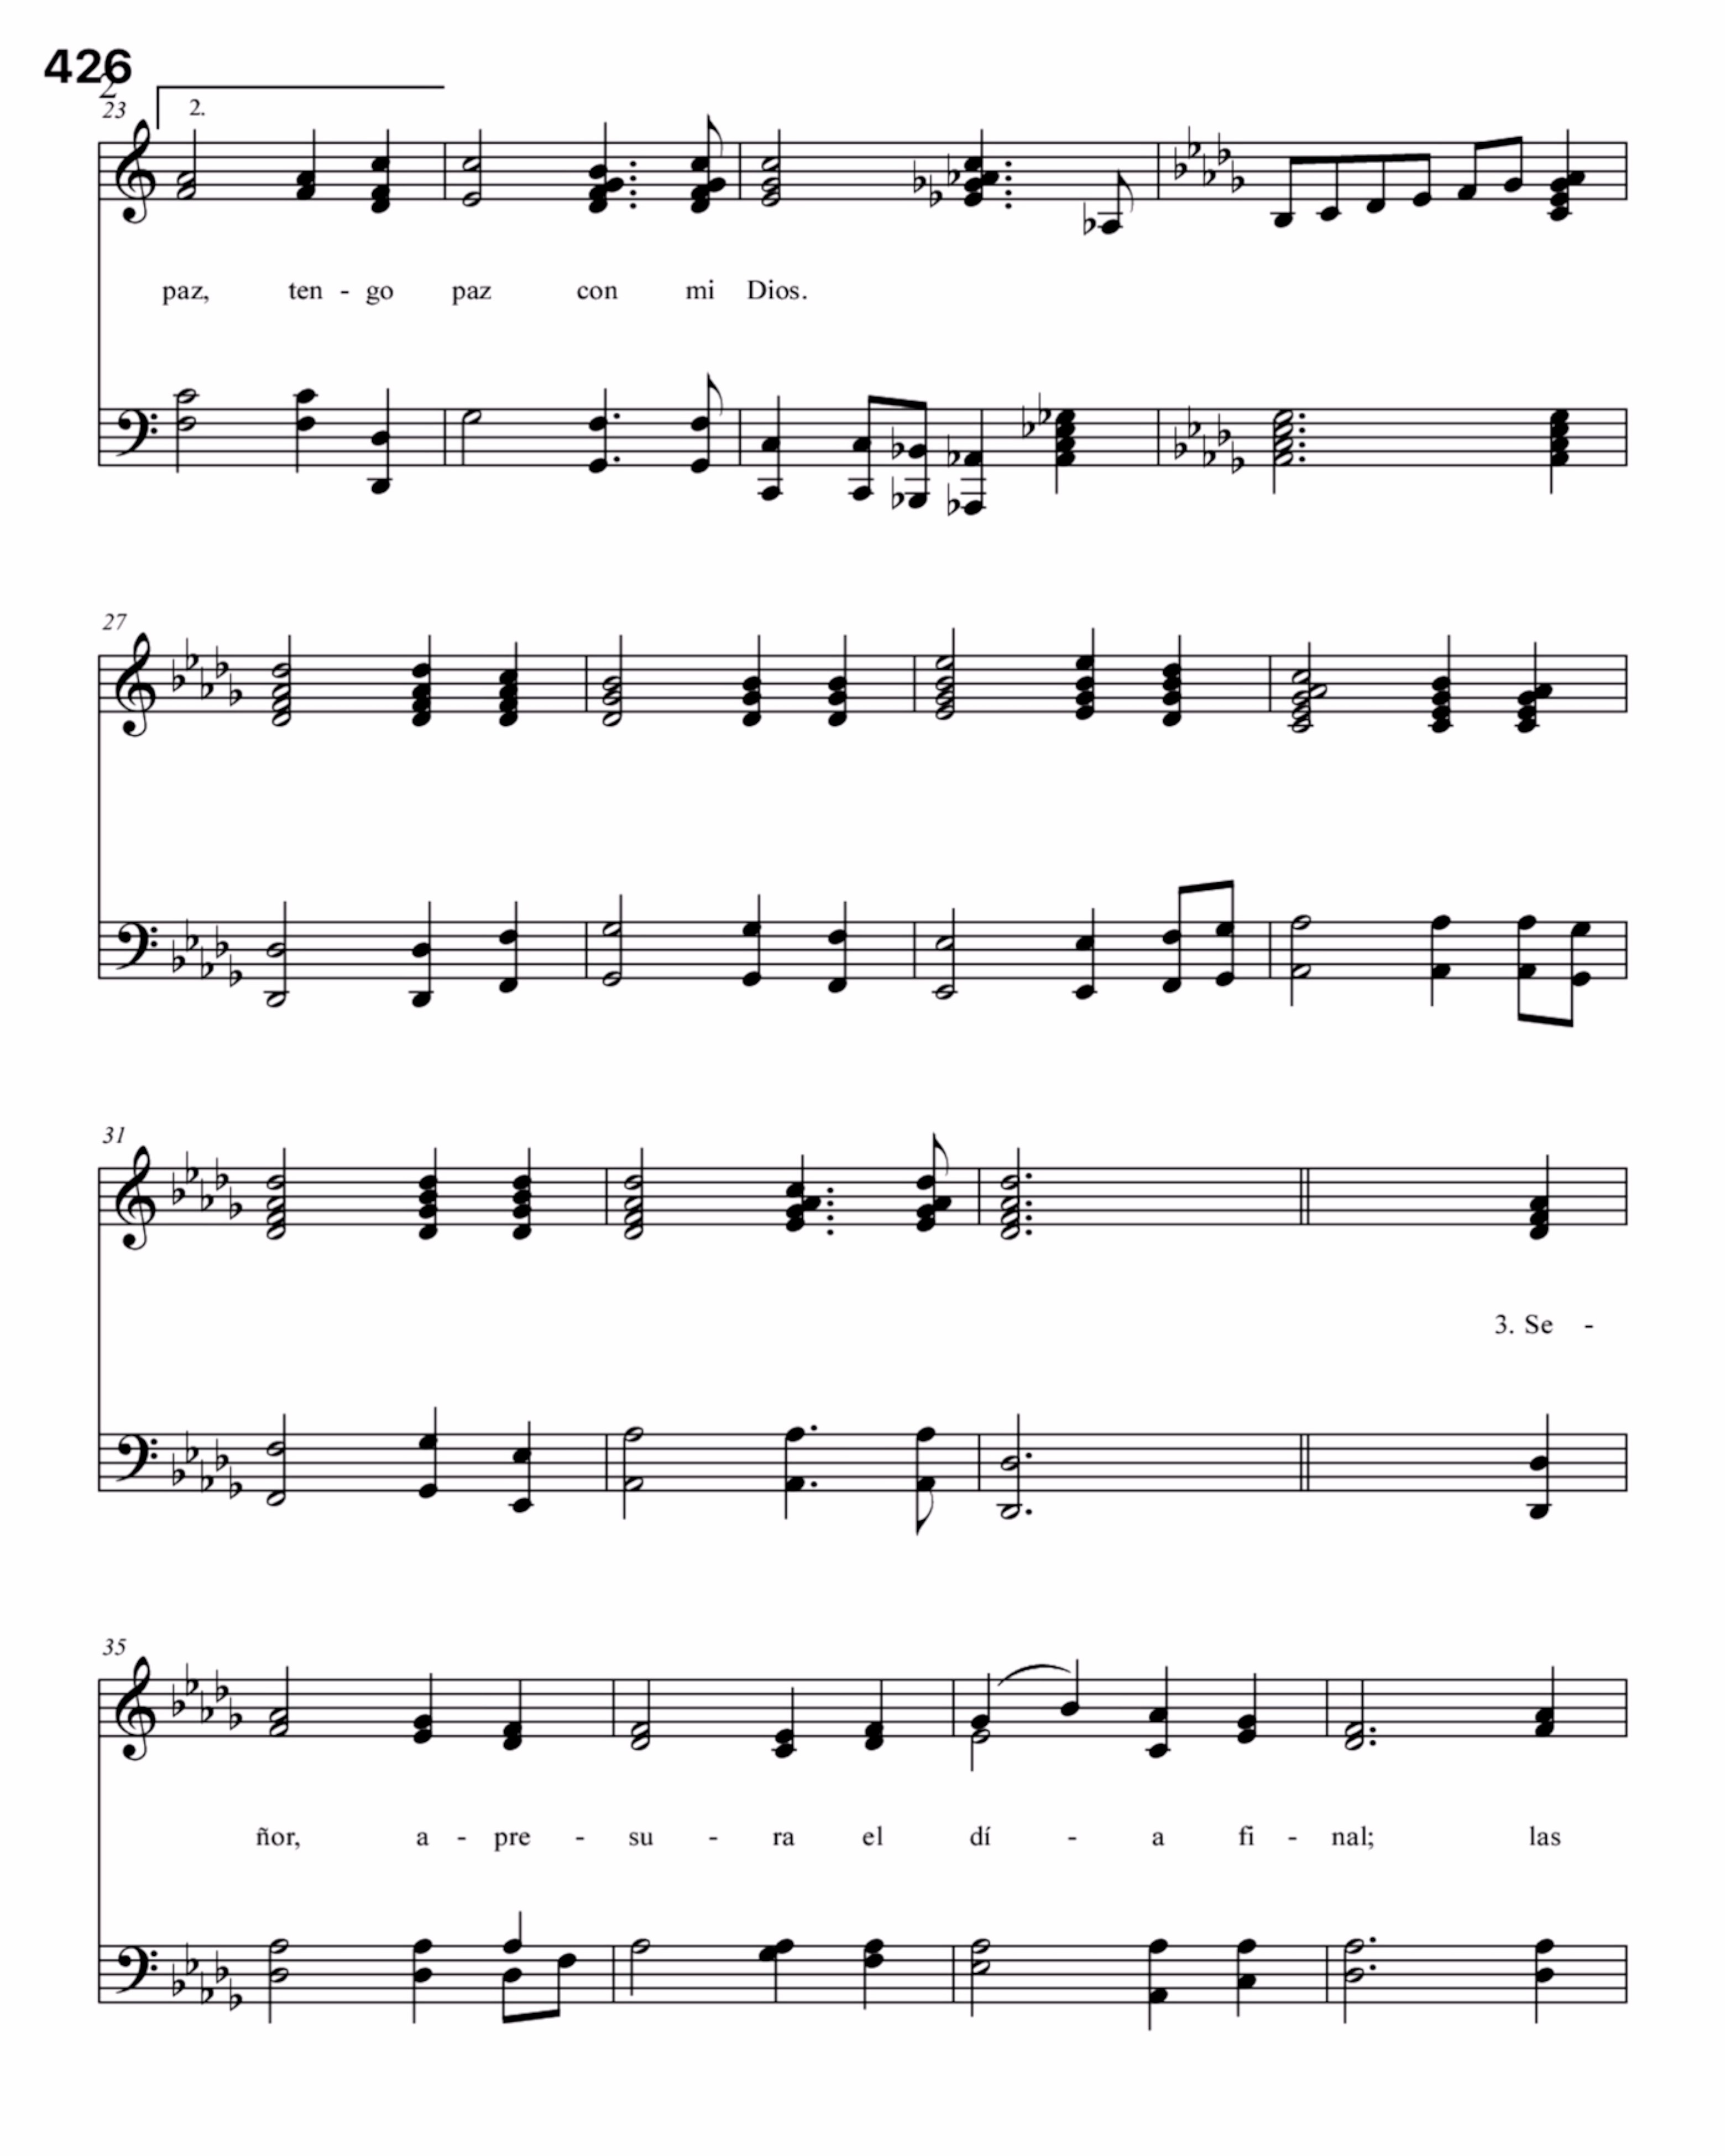 426
2
23
2.
paz, ten - go paz con mi Dios.
27
31
3. Se -
35
ñor, a - pre - su - ra el dí - a fi - nal; las